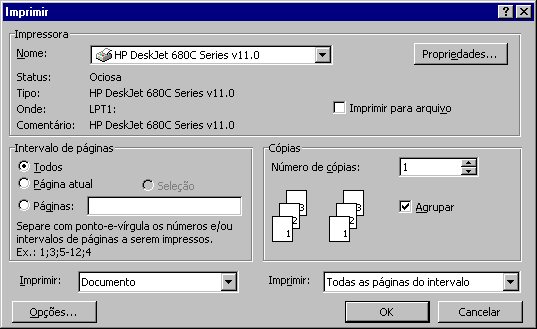 Imprimir
Impressora
Nome: HP DeskJet 680C Series v11.0 Propriedades...
Status: Ociosa
Tipo: HP DeskJet 680C Series v11.0
Onde: LPT1: Imprimir para arquivo
Comentário: HP DeskJet 680C Series v11.0
Intervalo de páginas
Todos
Página atual Seleção
Páginas:
Separe com ponto-e-vírgula os números e/ou
intervalos de páginas a serem impressos.
Ex.: 1;3;5-12;4
Cópias
Número de cópias: 1
3 3
2 2
1 1
Agrupar
Imprimir: Documento Imprimir: Todas as páginas do intervalo
Opções... OK Cancelar